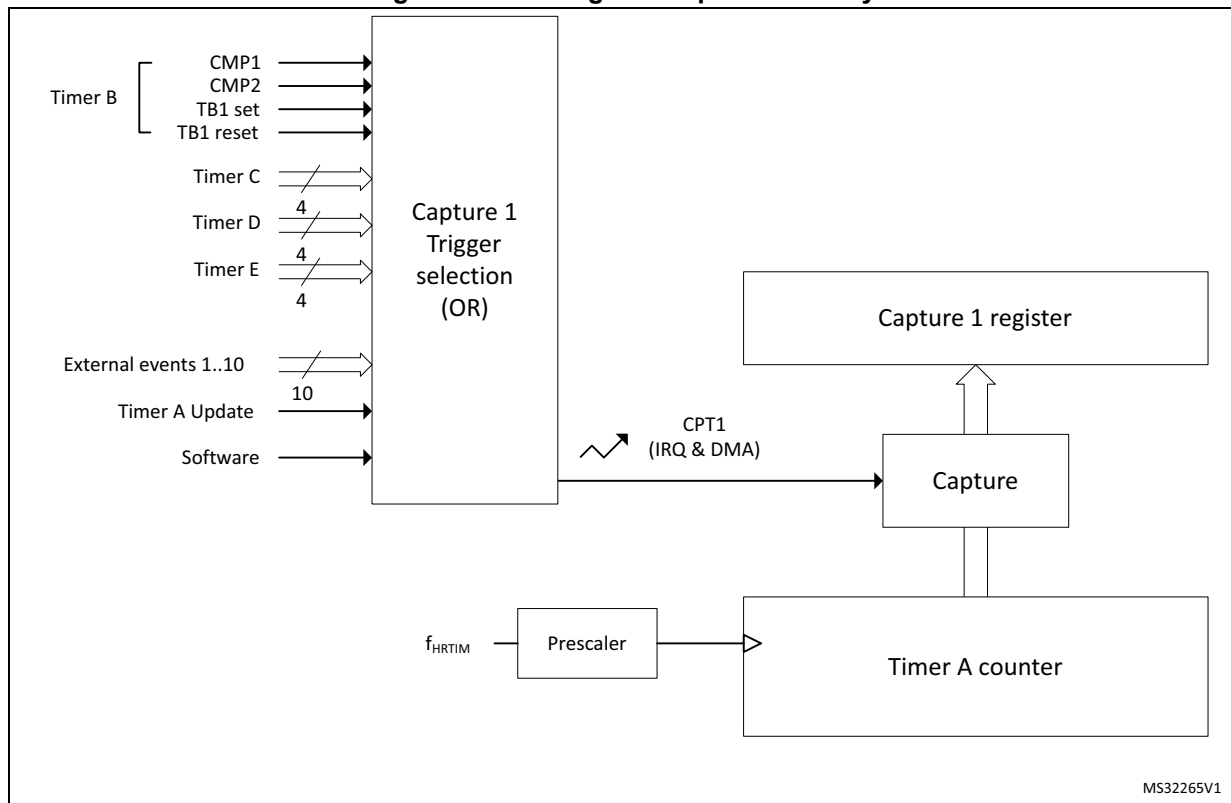 CMP1
CMP2
Timer B
TB1 set
TB1 reset
Timer C
4
Timer D
4
Timer E
4
Capture 1
Trigger
selection
(OR)
External events 1..10
10
Timer A Update
Software
CPT1
(IRQ & DMA)
Capture 1 register
Capture
fHRTIM
Prescaler
Timer A counter
MS32265V1